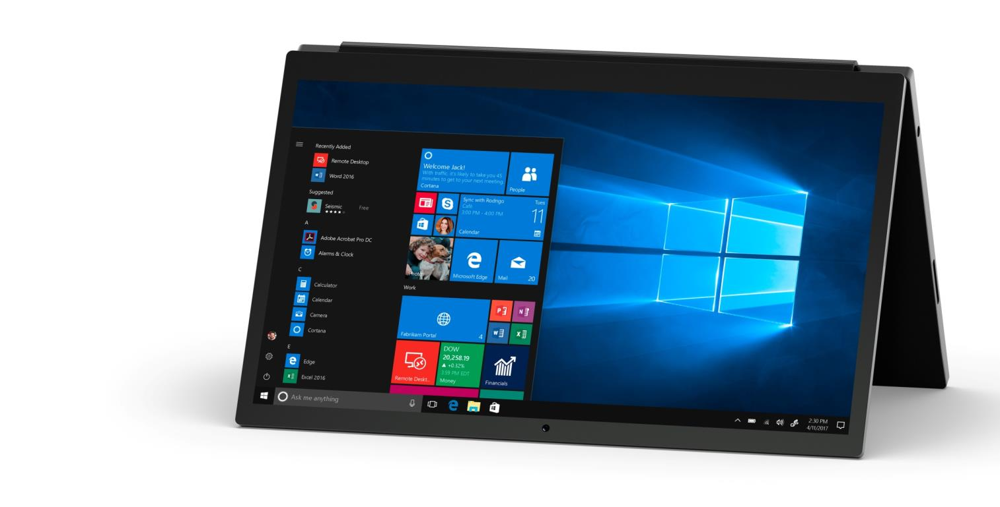 Recently Added
Remote Desktop
Word 2016
Suggested
Seismic
Free
A
Adobe Acrobat Pro DC
Alarms & Clock
C
Calculator
Calendar
Camera
Cortana
E
Edge
Excel 2016
Ask me anything
Welcome Jack!
With traffic, it's likely to take you 45
minutes to get to your next meeting.
Cortana
People
Sync with Rodrigo
Café
3:00 PM - 4:00 PM
Tues
11
Calendar
Photos
Microsoft Edge
Mail
20
Work
Fabrikam Portal
4
Remote Deskt...
DOW
20,258.19
▲ +0.32%
3:59 PM EDT
Money
Financials
2:30 PM
4/11/2017